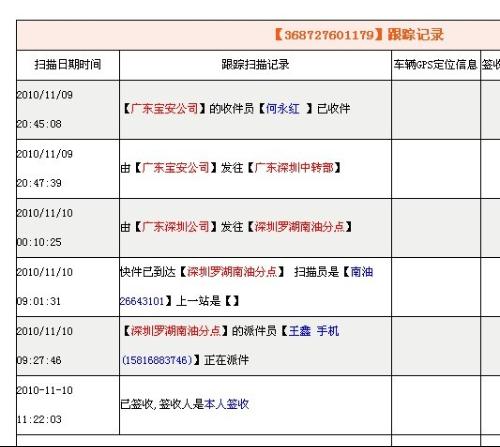 【368727601179】跟踪记录
扫描日期时间 跟踪扫描记录 车辆GPS定位信息 签收
2010/11/09
20:45:08
【广东宝安公司】的收件员【何永红 】已收件
2010/11/09
20:47:39
由【广东宝安公司】发往【广东深圳中转部】
2010/11/10
00:10:25
由【广东深圳公司】发往【深圳罗湖南油分点】
2010/11/10
09:01:31
快件已到达【深圳罗湖南油分点】 扫描员是【南油
26643101】上一站是【】
2010/11/10
09:27:46
【深圳罗湖南油分点】的派件员【王鑫 手机
(15816883746)】正在派件
2010-11-10
11:22:03
已签收,签收人是本人签收